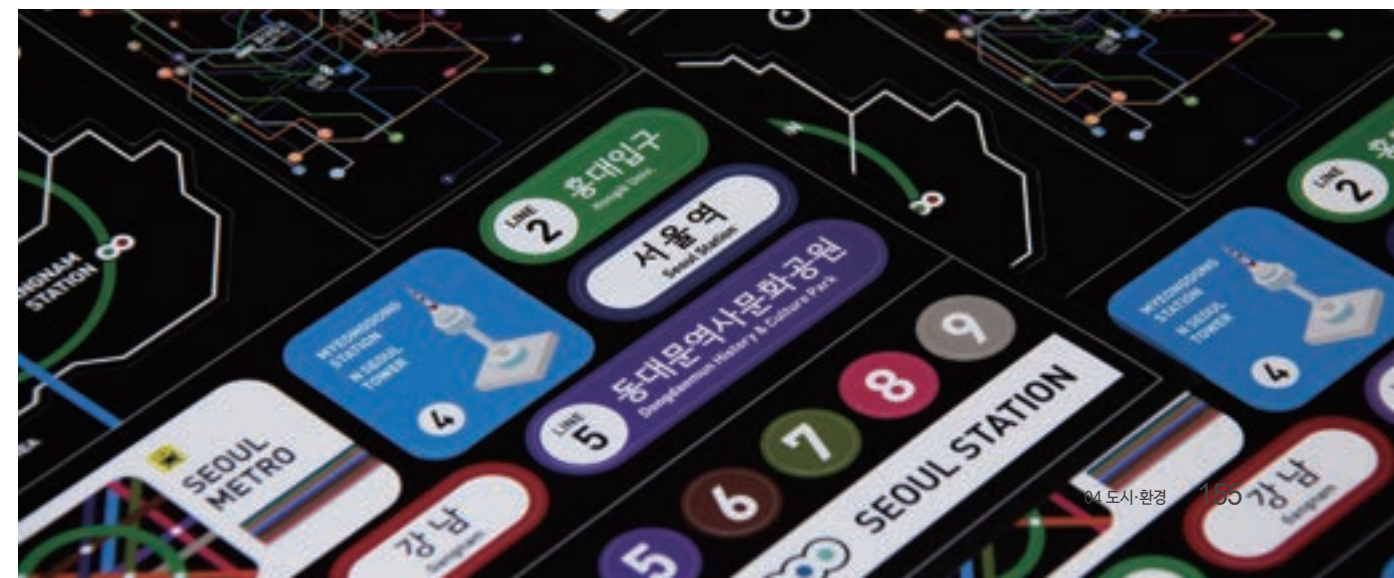 LINE
2
홍대입구
Hongik Univ.
서울역
Seoul Station
LINE
5
동대문역사문화공원
Dongdaemun History & Culture Park
MYEONGDONG
STATION
N SEOUL
TOWER
4
STATION
SEOUL
METRO
강남
Gangnam
5
6
7
8
9
SEOUL STATION
LINE
2
MYEONGDONG
STATION
N SEOUL
TOWER
4
강남
Gangnam
04 도시·환경
155